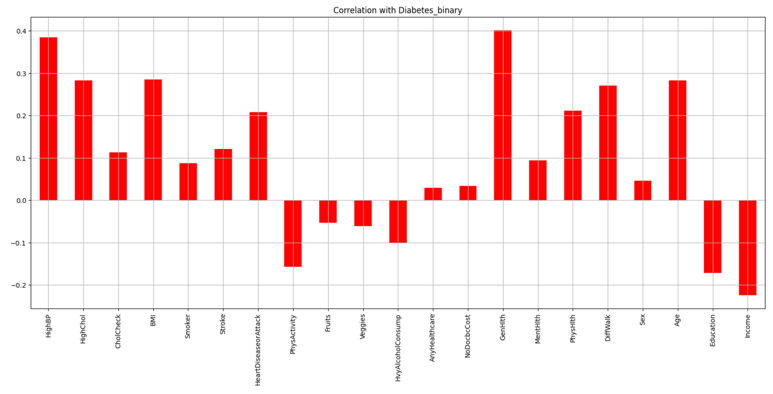 Correlation with Diabetes_binary
0.4
0.3
0.2
0.1
0.0
−0.1
−0.2
HighBP
HighChol
CholCheck
BMI
Smoker
Stroke
HeartDiseaseorAttack
PhysActivity
Fruits
Veggies
HvyAlcoholConsump
AnyHealthcare
NoDocbcCost
GenHlth
MentHlth
PhysHlth
DiffWalk
Sex
Age
Education
Income